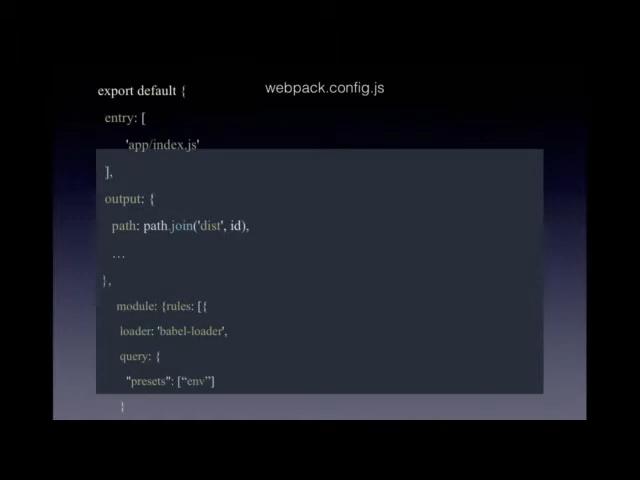 webpack.config.js
export default {
entry: [
'app/index.js'
],
output: {
path: path.join('dist', id),
…
},
module: {rules: [{
loader: 'babel-loader',
query: {
"presets": [“env”]
}